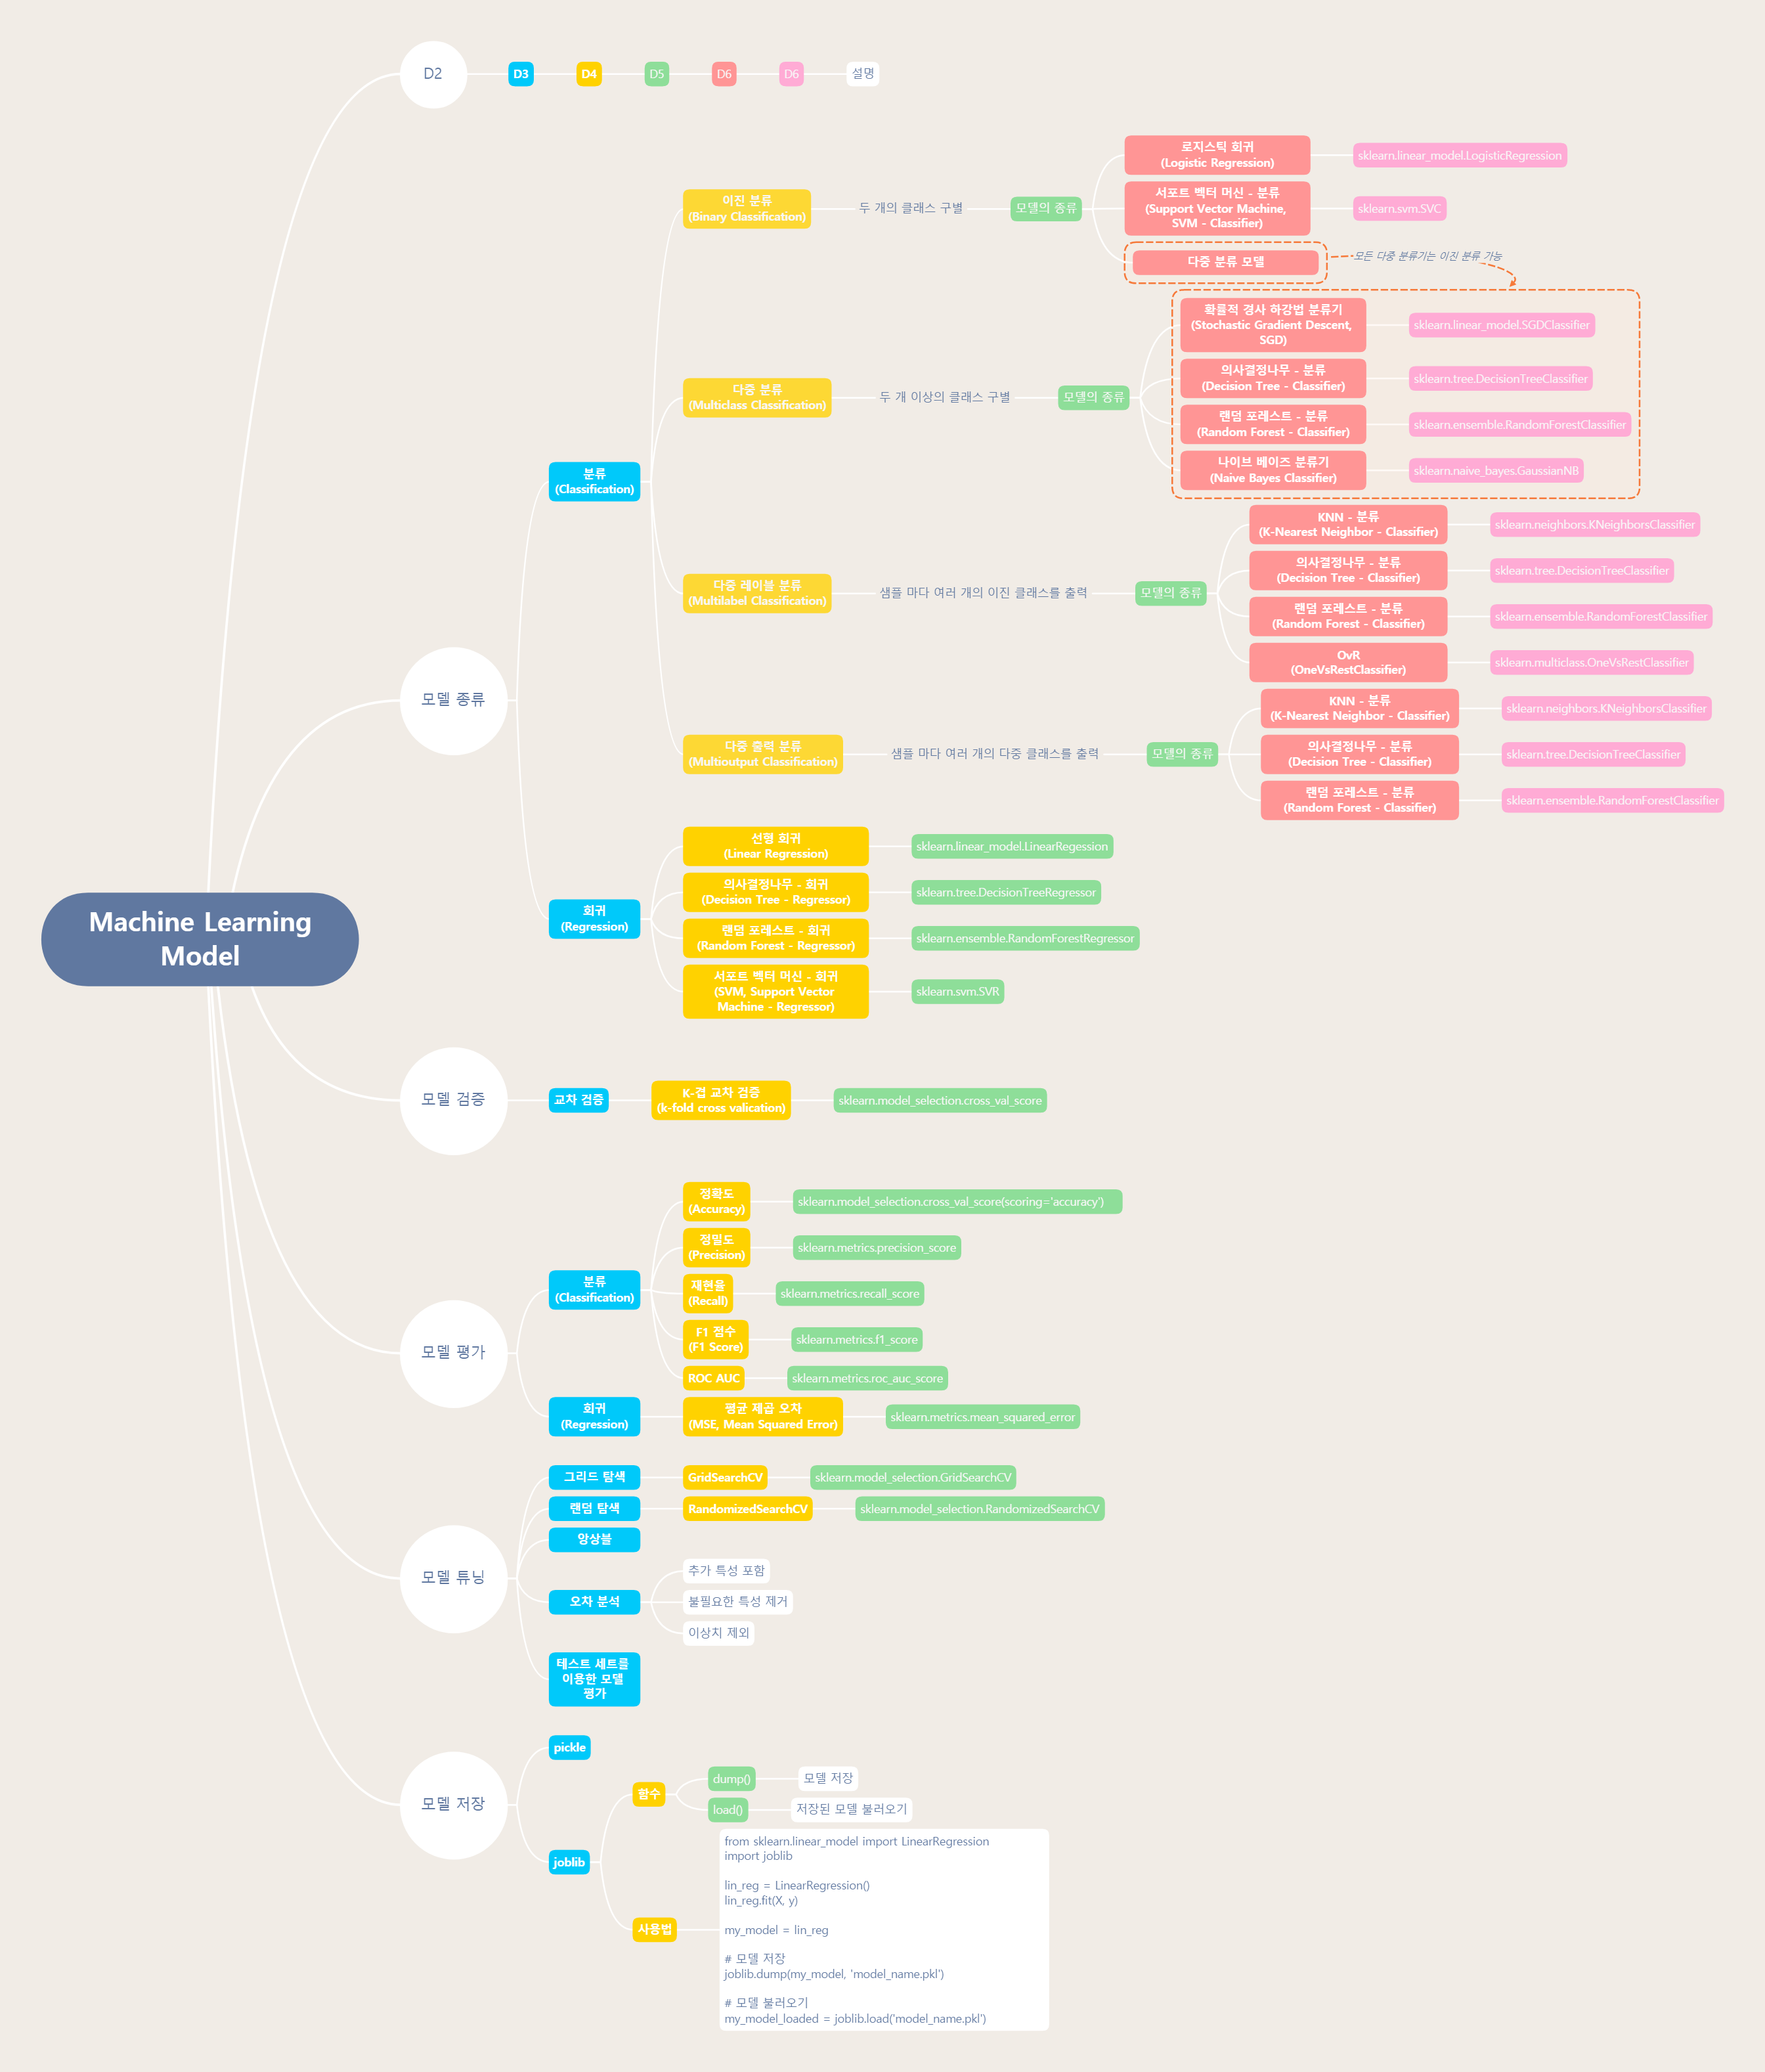 D2
D3
D4
D5
D6
D6
설명
Machine Learning
Model
모델 종류
분류
(Classification)
이진 분류
(Binary Classification)
두 개의 클래스 구별
모델의 종류
로지스틱 회귀
(Logistic Regression)
sklearn.linear_model.LogisticRegression
서포트 벡터 머신 - 분류
(Support Vector Machine,
SVM - Classifier)
sklearn.svm.SVC
다중 분류 모델
모든 다중 분류기는 이진 분류 가능
다중 분류
(Multiclass Classification)
두 개 이상의 클래스 구별
모델의 종류
확률적 경사 하강법 분류기
(Stochastic Gradient Descent,
SGD)
sklearn.linear_model.SGDClassifier
의사결정나무 - 분류
(Decision Tree - Classifier)
sklearn.tree.DecisionTreeClassifier
랜덤 포레스트 - 분류
(Random Forest - Classifier)
sklearn.ensemble.RandomForestClassifier
나이브 베이즈 분류기
(Naive Bayes Classifier)
sklearn.naive_bayes.GaussianNB
다중 레이블 분류
(Multilabel Classification)
샘플 마다 여러 개의 이진 클래스를 출력
모델의 종류
KNN - 분류
(K-Nearest Neighbor - Classifier)
sklearn.neighbors.KNeighborsClassifier
의사결정나무 - 분류
(Decision Tree - Classifier)
sklearn.tree.DecisionTreeClassifier
랜덤 포레스트 - 분류
(Random Forest - Classifier)
sklearn.ensemble.RandomForestClassifier
OvR
(OneVsRestClassifier)
sklearn.multiclass.OneVsRestClassifier
다중 출력 분류
(Multioutput Classification)
샘플 마다 여러 개의 다중 클래스를 출력
모델의 종류
KNN - 분류
(K-Nearest Neighbor - Classifier)
sklearn.neighbors.KNeighborsClassifier
의사결정나무 - 분류
(Decision Tree - Classifier)
sklearn.tree.DecisionTreeClassifier
랜덤 포레스트 - 분류
(Random Forest - Classifier)
sklearn.ensemble.RandomForestClassifier
회귀
(Regression)
선형 회귀
(Linear Regression)
sklearn.linear_model.LinearRegession
의사결정나무 - 회귀
(Decision Tree - Regressor)
sklearn.tree.DecisionTreeRegressor
랜덤 포레스트 - 회귀
(Random Forest - Regressor)
sklearn.ensemble.RandomForestRegressor
서포트 벡터 머신 - 회귀
(SVM, Support Vector
Machine - Regressor)
sklearn.svm.SVR
모델 검증
교차 검증
K-겹 교차 검증
(k-fold cross valication)
sklearn.model_selection.cross_val_score
모델 평가
분류
(Classification)
정확도
(Accuracy)
sklearn.model_selection.cross_val_score(scoring='accuracy')
정밀도
(Precision)
sklearn.metrics.precision_score
재현율
(Recall)
sklearn.metrics.recall_score
F1 점수
(F1 Score)
sklearn.metrics.f1_score
ROC AUC
sklearn.metrics.roc_auc_score
회귀
(Regression)
평균 제곱 오차
(MSE, Mean Squared Error)
sklearn.metrics.mean_squared_error
모델 튜닝
그리드 탐색
GridSearchCV
sklearn.model_selection.GridSearchCV
랜덤 탐색
RandomizedSearchCV
sklearn.model_selection.RandomizedSearchCV
앙상블
오차 분석
추가 특성 포함
불필요한 특성 제거
이상치 제외
테스트 세트를
이용한 모델
평가
모델 저장
pickle
joblib
함수
dump()
모델 저장
load()
저장된 모델 불러오기
사용법
from sklearn.linear_model import LinearRegression
import joblib
lin_reg = LinearRegression()
lin_reg.fit(X, y)
my_model = lin_reg
# 모델 저장
joblib.dump(my_model, 'model_name.pkl')
# 모델 불러오기
my_model_loaded = joblib.load('model_name.pkl')